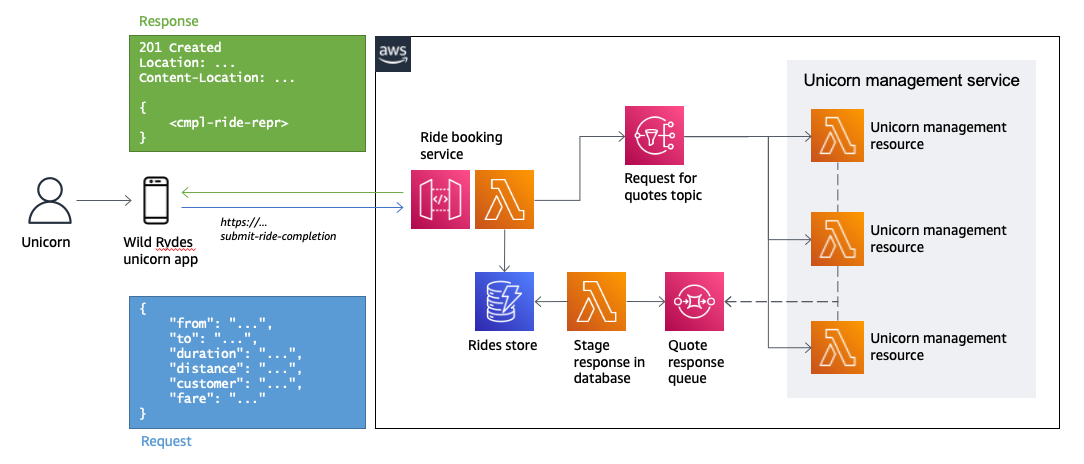 Response
201 Created
Location: ...
Content-Location: ...
{
<cmpl-ride-repr>
}
aws
Unicorn management service
Ride booking
service
Request for
quotes topic
Unicorn management
resource
Unicorn management
resource
Unicorn management
resource
Unicorn
Wild Rydes
unicorn app
https://...
submit-ride-completion
Rides store
Stage
response in
database
Quote
response
queue
{
"from": "...",
"to": "...",
"duration": "...",
"distance": "...",
"customer": "...",
"fare": "..."
}
Request